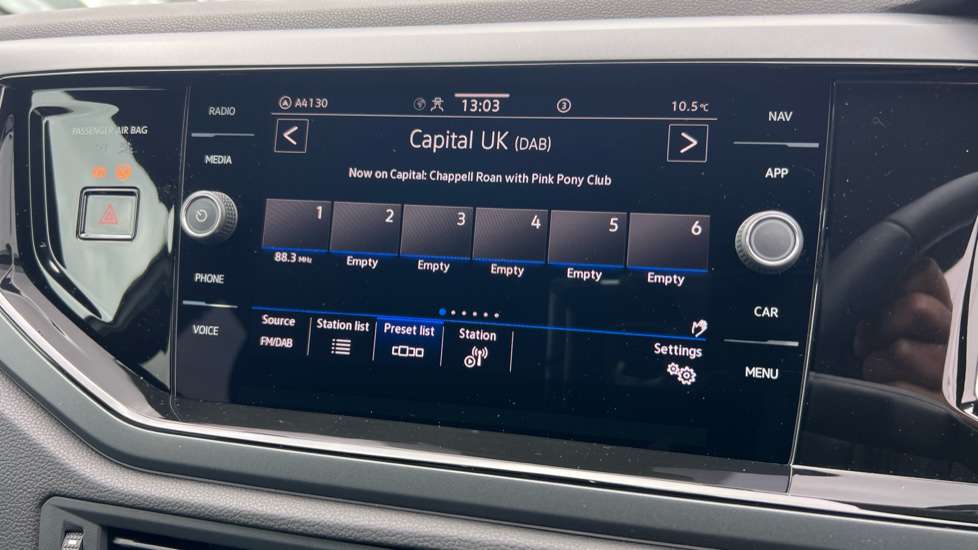 PASSENGER AIR BAG
RADIO
MEDIA
PHONE
VOICE
A4130
13:03
3
10.5 °C
Capital UK (DAB)
Now on Capital: Chappell Roan with Pink Pony Club
1 2 3 4 5 6
88.3 MHz Empty Empty Empty Empty Empty
Source
FM/DAB
Station list
Preset list
Station
Settings
NAV
APP
CAR
MENU